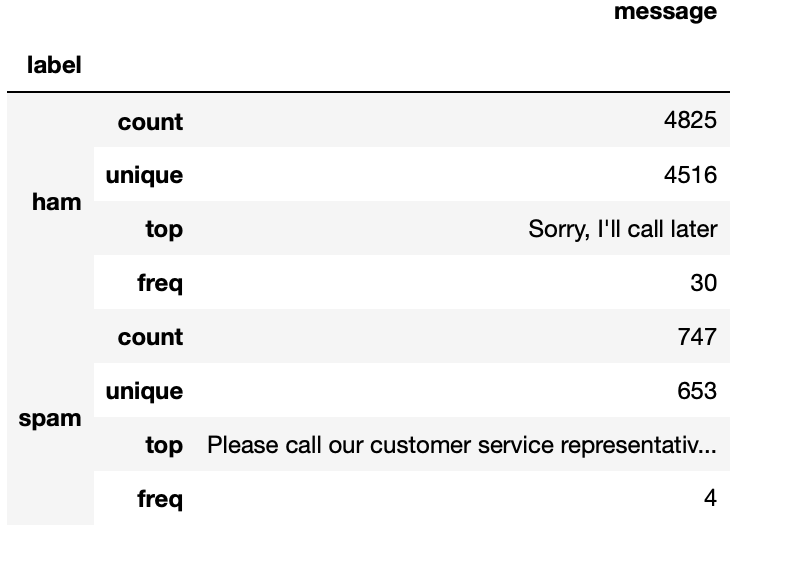 message
label
count 4825
unique 4516
ham
top Sorry, I'll call later
freq 30
count 747
unique 653
spam
top Please call our customer service representativ...
freq 4